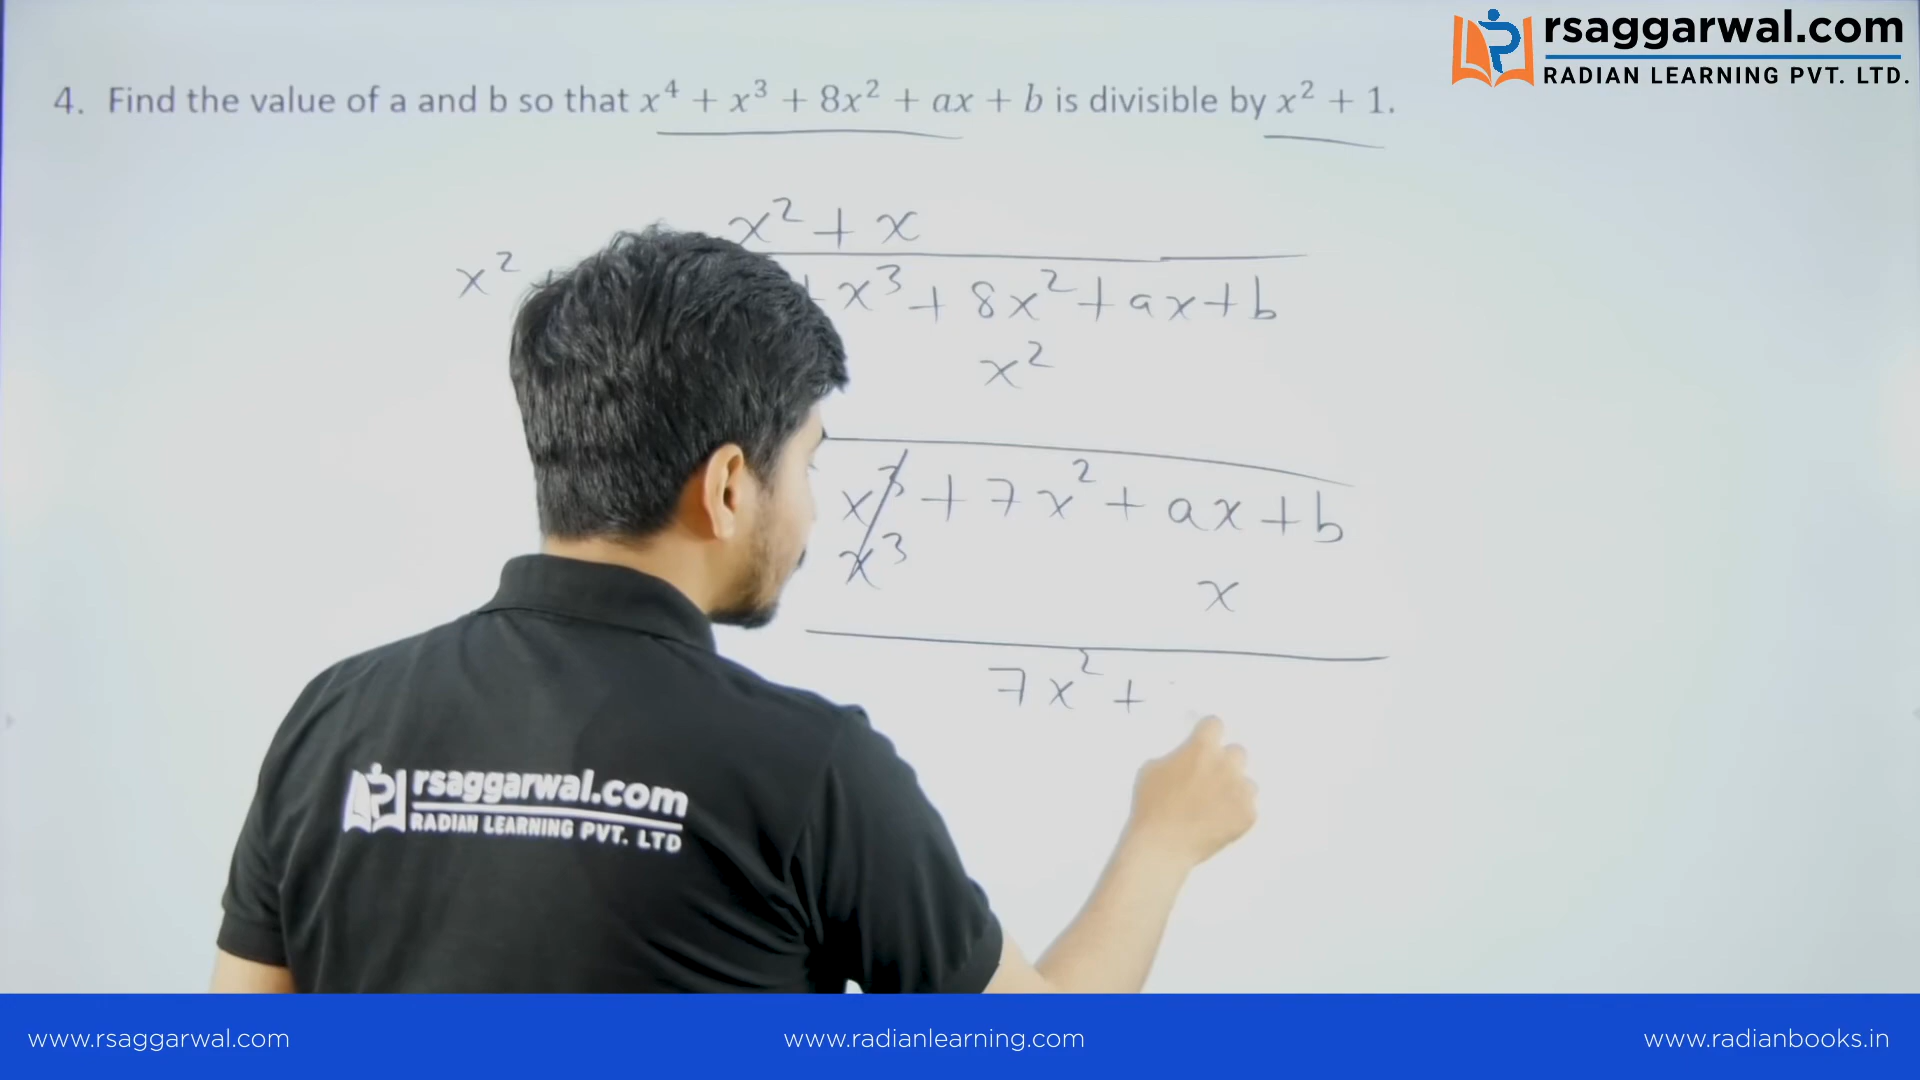 rsaggarwal.com
RADIAN LEARNING PVT. LTD.
4. Find the value of a and b so that x⁴ + x³ + 8x² + ax + b is divisible by x² + 1.
x² + x
x² + x³ + 8x² + ax + b
x²
x³ + 7x² + ax + b
x³
x
7x² +
rsaggarwal.com
RADIAN LEARNING PVT. LTD
www.rsaggarwal.com
www.radianlearning.com
www.radianbooks.in